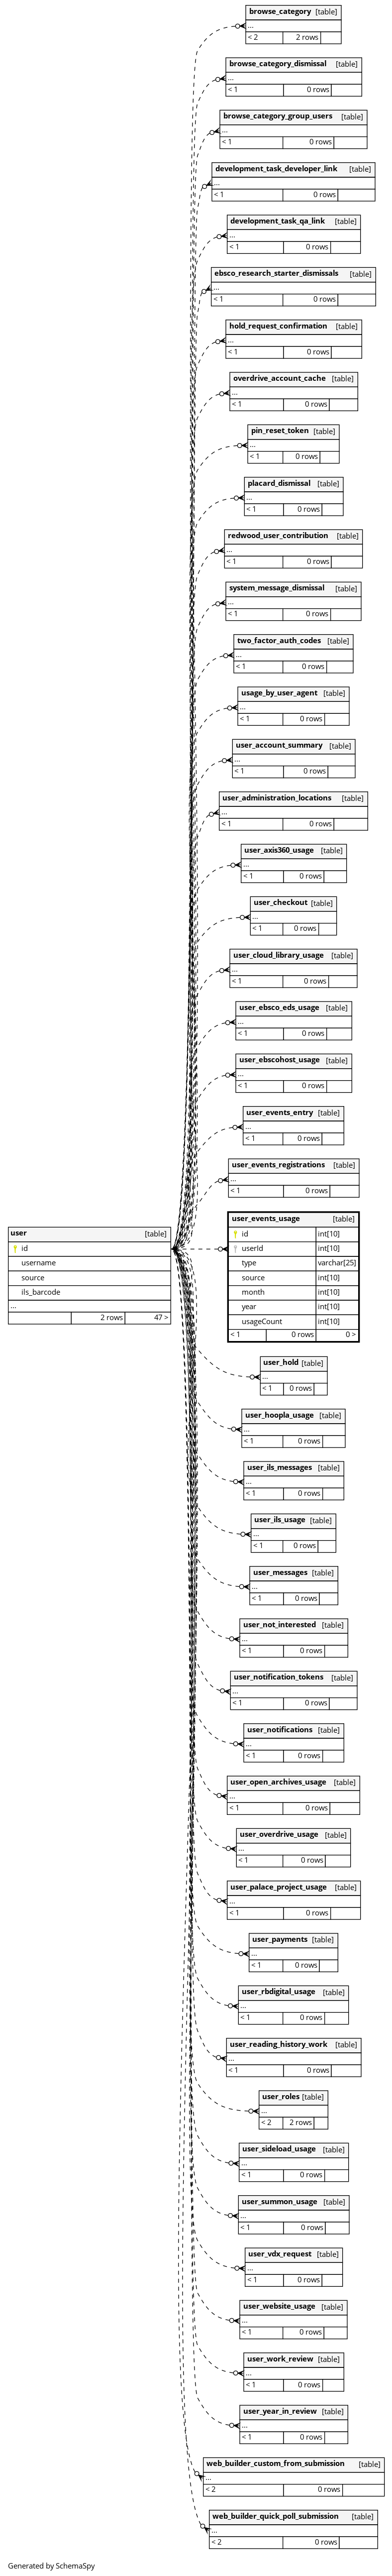 browse_category [table]
...
< 2 2 rows
browse_category_dismissal [table]
...
< 1 0 rows
browse_category_group_users [table]
...
< 1 0 rows
development_task_developer_link [table]
...
< 1 0 rows
development_task_qa_link [table]
...
< 1 0 rows
ebsco_research_starter_dismissals [table]
...
< 1 0 rows
hold_request_confirmation [table]
...
< 1 0 rows
overdrive_account_cache [table]
...
< 1 0 rows
pin_reset_token [table]
...
< 1 0 rows
placard_dismissal [table]
...
< 1 0 rows
redwood_user_contribution [table]
...
< 1 0 rows
system_message_dismissal [table]
...
< 1 0 rows
two_factor_auth_codes [table]
...
< 1 0 rows
usage_by_user_agent [table]
...
< 1 0 rows
user_account_summary [table]
...
< 1 0 rows
user_administration_locations [table]
...
< 1 0 rows
user_axis360_usage [table]
...
< 1 0 rows
user_checkout [table]
...
< 1 0 rows
user_cloud_library_usage [table]
...
< 1 0 rows
user_ebsco_eds_usage [table]
...
< 1 0 rows
user_ebscohost_usage [table]
...
< 1 0 rows
user_events_entry [table]
...
< 1 0 rows
user_events_registrations [table]
...
< 1 0 rows
user [table]
id
username
source
ils_barcode
...
2 rows 47 >
user_events_usage [table]
id int[10]
userId int[10]
type varchar[25]
source int[10]
month int[10]
year int[10]
usageCount int[10]
< 1 0 rows 0 >
user_hold [table]
...
< 1 0 rows
user_hoopla_usage [table]
...
< 1 0 rows
user_ils_messages [table]
...
< 1 0 rows
user_ils_usage [table]
...
< 1 0 rows
user_messages [table]
...
< 1 0 rows
user_not_interested [table]
...
< 1 0 rows
user_notification_tokens [table]
...
< 1 0 rows
user_notifications [table]
...
< 1 0 rows
user_open_archives_usage [table]
...
< 1 0 rows
user_overdrive_usage [table]
...
< 1 0 rows
user_palace_project_usage [table]
...
< 1 0 rows
user_payments [table]
...
< 1 0 rows
user_rbdigital_usage [table]
...
< 1 0 rows
user_reading_history_work [table]
...
< 1 0 rows
user_roles [table]
...
< 2 2 rows
user_sideload_usage [table]
...
< 1 0 rows
user_summon_usage [table]
...
< 1 0 rows
user_vdx_request [table]
...
< 1 0 rows
user_website_usage [table]
...
< 1 0 rows
user_work_review [table]
...
< 1 0 rows
user_year_in_review [table]
...
< 1 0 rows
web_builder_custom_from_submission [table]
...
< 2 0 rows
web_builder_quick_poll_submission [table]
...
< 2 0 rows
Generated by SchemaSpy